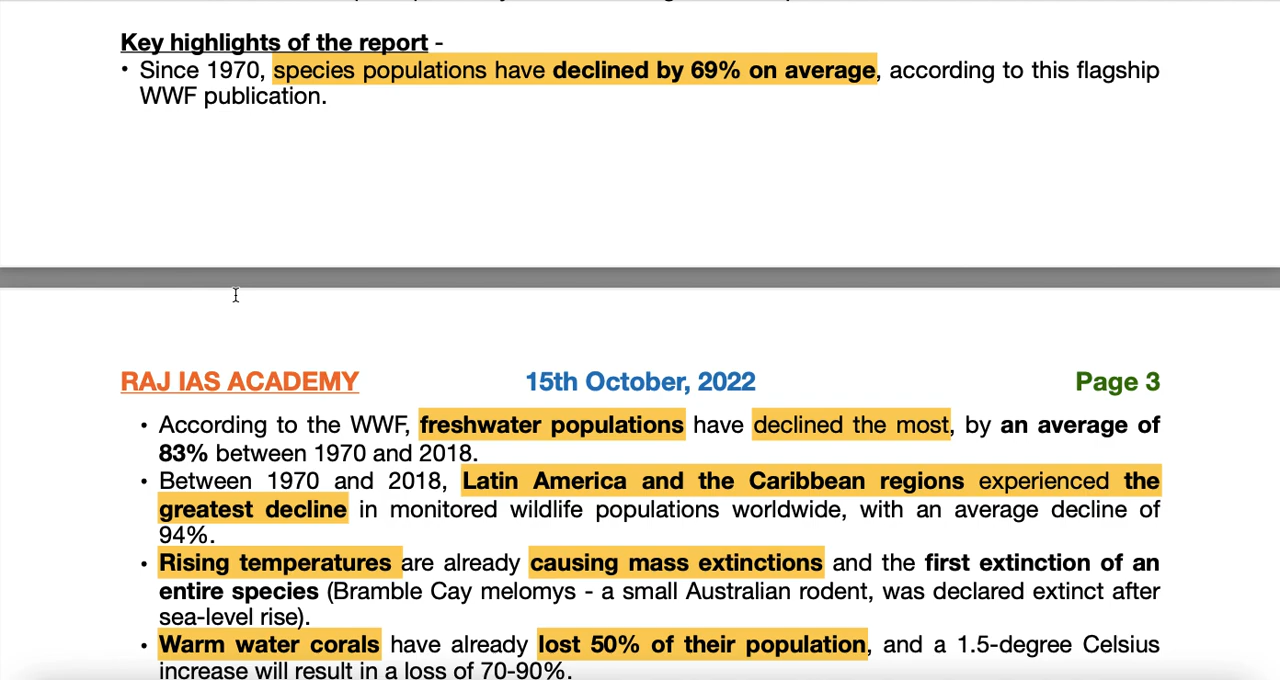 Key highlights of the report -
• Since 1970, species populations have declined by 69% on average, according to this flagship
WWF publication.
RAJ IAS ACADEMY 15th October, 2022 Page 3
• According to the WWF, freshwater populations have declined the most, by an average of
83% between 1970 and 2018.
• Between 1970 and 2018, Latin America and the Caribbean regions experienced the
greatest decline in monitored wildlife populations worldwide, with an average decline of
94%.
• Rising temperatures are already causing mass extinctions and the first extinction of an
entire species (Bramble Cay melomys - a small Australian rodent, was declared extinct after
sea-level rise).
• Warm water corals have already lost 50% of their population, and a 1.5-degree Celsius
increase will result in a loss of 70-90%.